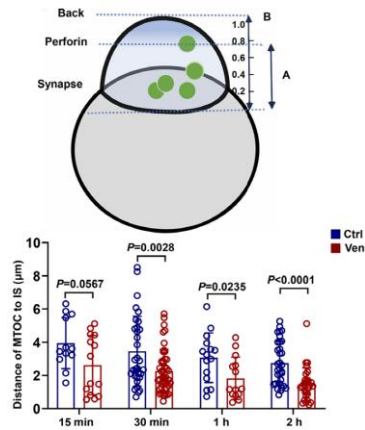 Back
Perforin
Synapse
1.0
0.8
0.6
0.4
0.2
0
B
A
Ctrl
Ven
Distance of MTOC to IS (μm)
10
8
6
4
2
0
P=0.0567
P=0.0028
P=0.0235
P<0.0001
15 min
30 min
1 h
2 h